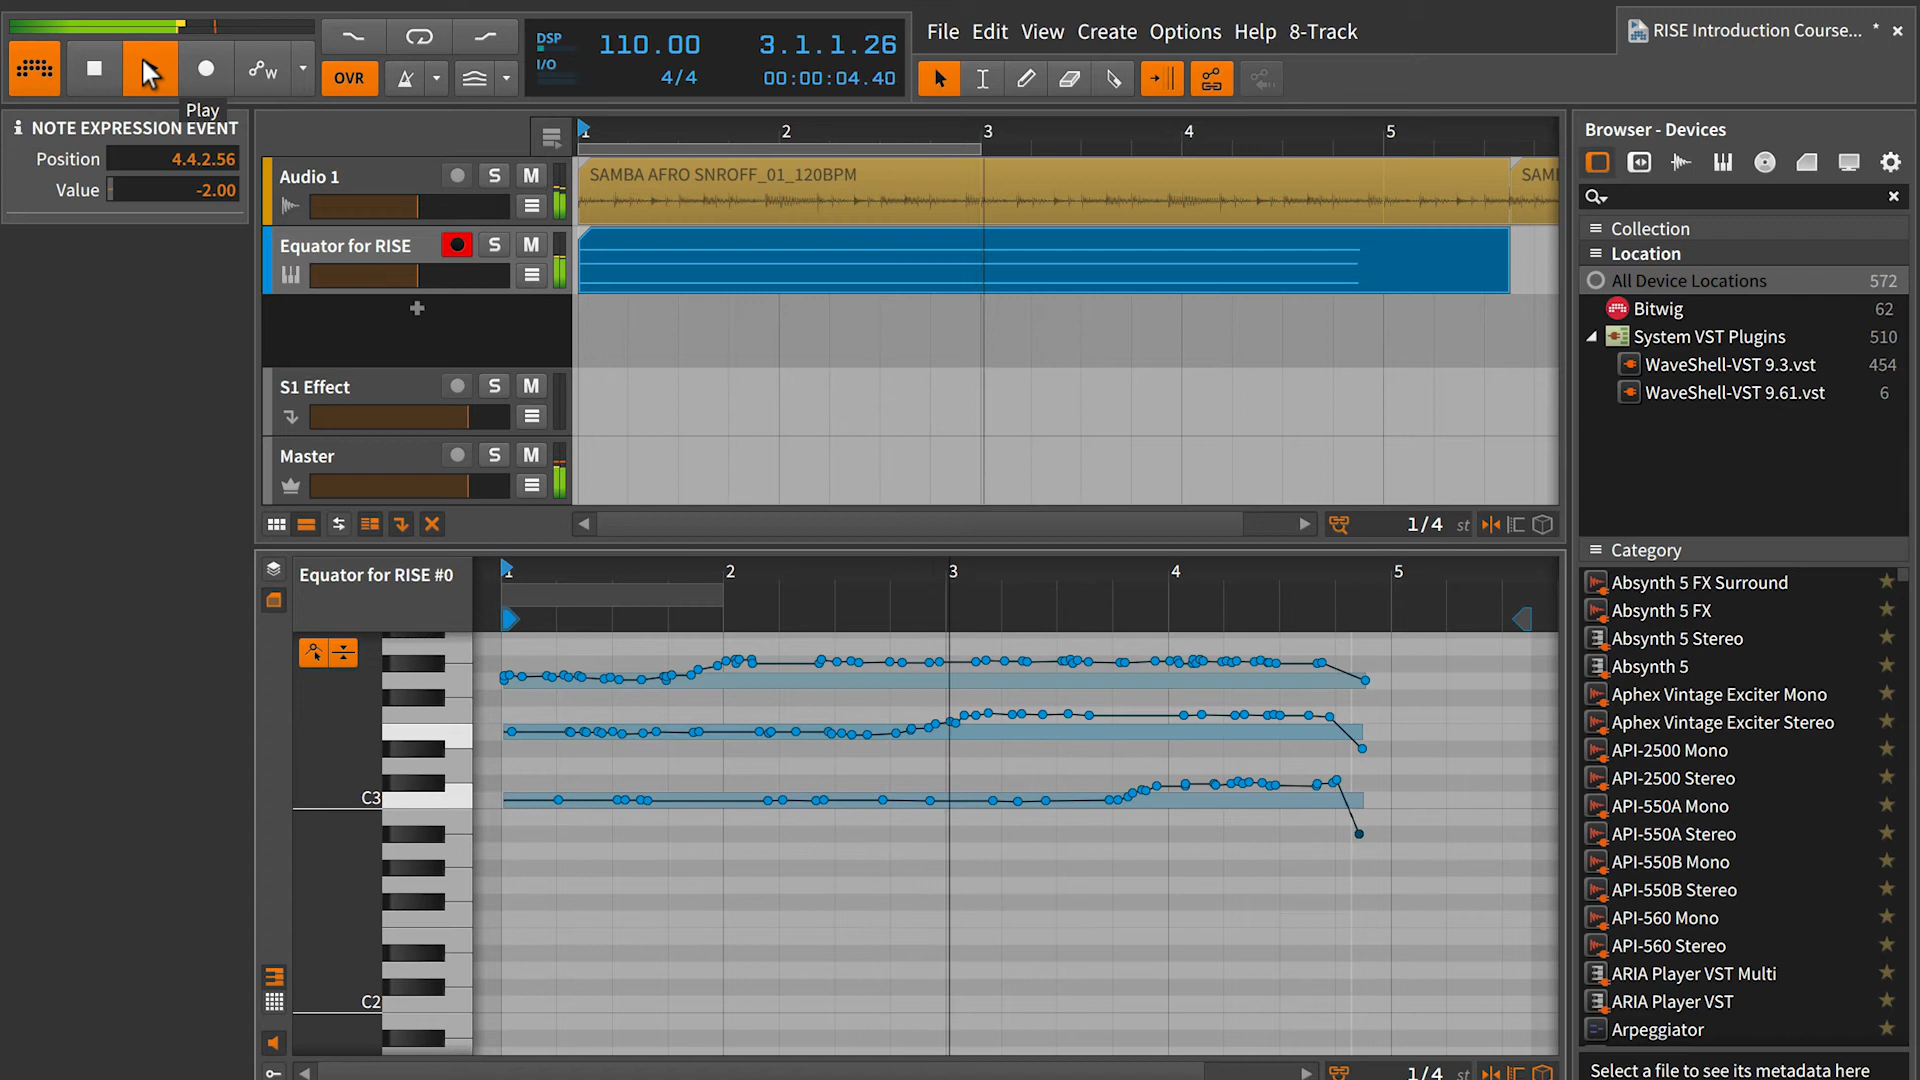 DSP
I/O
110.00
4/4
3.1.1.26
00:00:04.40
File Edit View Create Options Help 8-Track
RISE Introduction Course... *
OVR
Play
NOTE EXPRESSION EVENT
Position 4.4.2.56
Value -2.00
1 2 3 4 5
Audio 1 S M
SAMBA AFRO SNROFF_01_120BPM
SAMI
Equator for RISE S M
S1 Effect S M
Master S M
1/4 st
Equator for RISE #0
1 2 3 4 5
C3
C2
1/4 st
Browser - Devices
Collection
Location
All Device Locations 572
Bitwig 62
System VST Plugins 510
WaveShell-VST 9.3.vst 454
WaveShell-VST 9.61.vst 6
Category
Absynth 5 FX Surround
Absynth 5 FX
Absynth 5 Stereo
Absynth 5
Aphex Vintage Exciter Mono
Aphex Vintage Exciter Stereo
API-2500 Mono
API-2500 Stereo
API-550A Mono
API-550A Stereo
API-550B Mono
API-550B Stereo
API-560 Mono
API-560 Stereo
ARIA Player VST Multi
ARIA Player VST
Arpeggiator
Select a file to see its metadata here